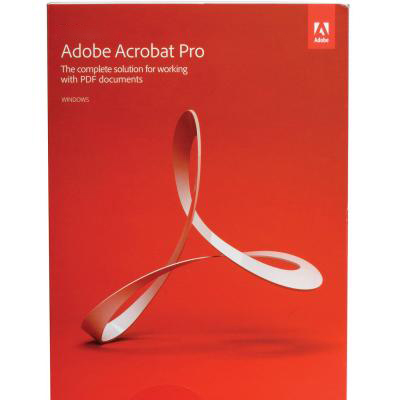 Adobe Acrobat Pro
The complete solution for working
with PDF documents
WINDOWS
Adobe